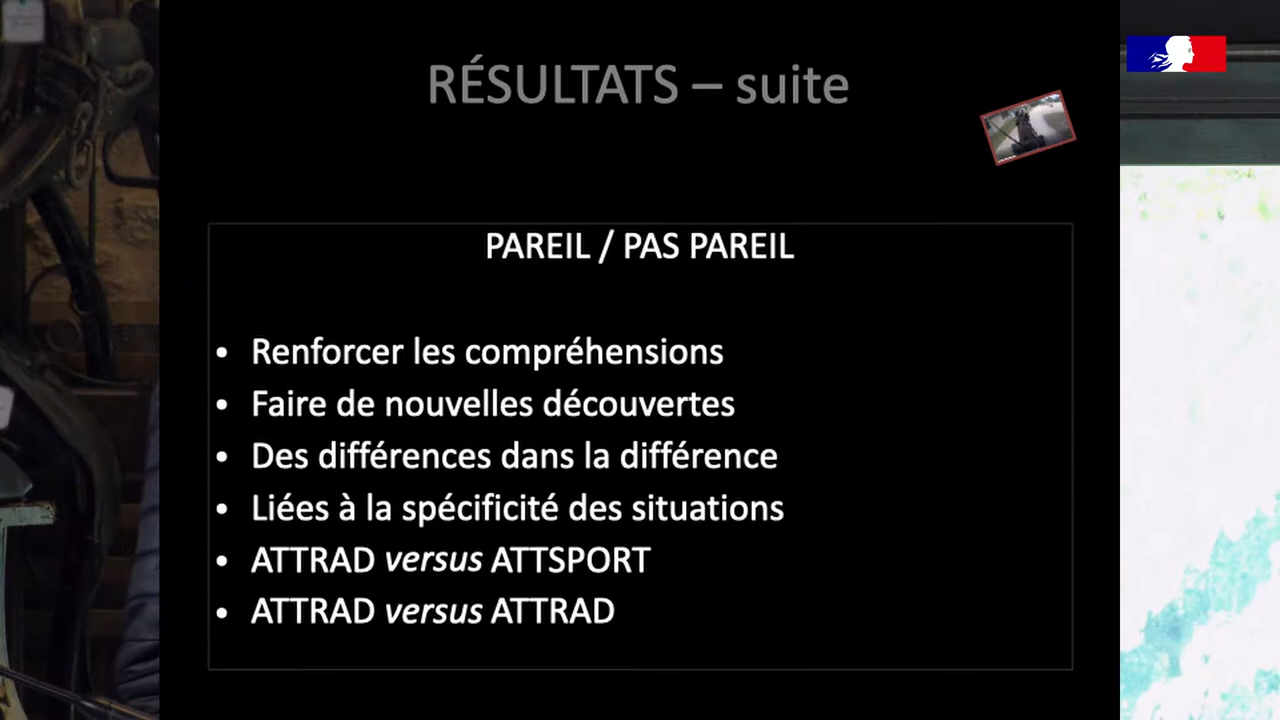 RÉSULTATS – suite
PAREIL / PAS PAREIL
• Renforcer les compréhensions
• Faire de nouvelles découvertes
• Des différences dans la différence
• Liées à la spécificité des situations
• ATTRAD versus ATTSPORT
• ATTRAD versus ATTRAD